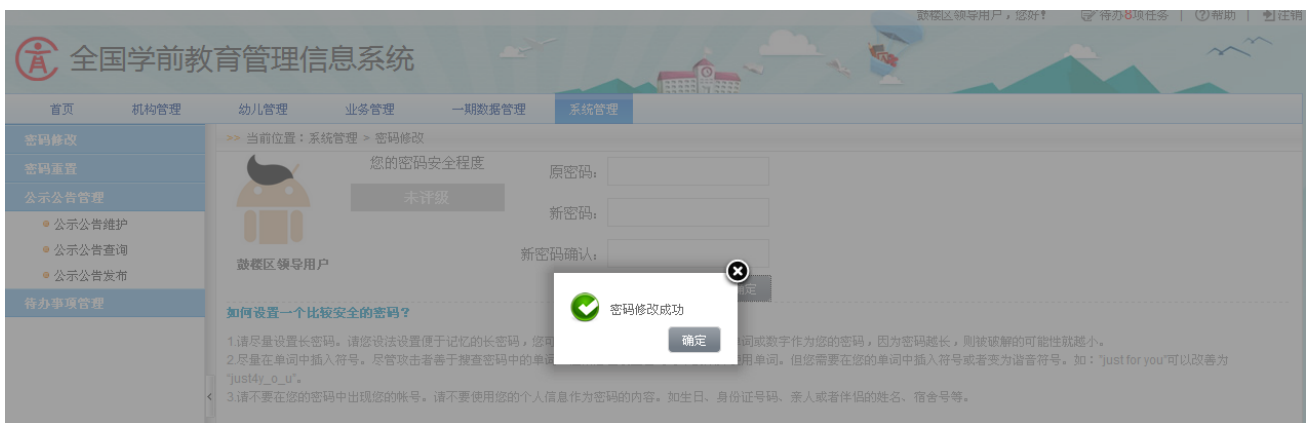 鼓楼区领导用户，您好！ 待办8项任务 | 帮助 | 注销
全国学前教育管理信息系统
首页 机构管理 幼儿管理 业务管理 一期数据管理 系统管理
密码修改
密码重置
公示公告管理
公示公告维护
公示公告查询
公示公告发布
待办事项管理
>> 当前位置：系统管理 > 密码修改
您的密码安全程度
未评级
鼓楼区领导用户
原密码：
新密码：
新密码确认：
密码修改成功
确定
如何设置一个比较安全的密码？
1.请尽量设置长密码。请您设法设置便于记忆的长密码，您可 单词或数字作为您的密码，因为密码越长，则被破解的可能性就越小。
2.尽量在单词中插入符号。尽管攻击者善于搜查密码中的单词 用单词。但您需要在您的单词中插入符号或者变为谐音符号。如："just for you"可以改善为
"just4y_o_u"。
3.请不要在您的密码中出现您的帐号。请不要使用您的个人信息作为密码的内容。如生日、身份证号码、亲人或者伴侣的姓名、宿舍号等。